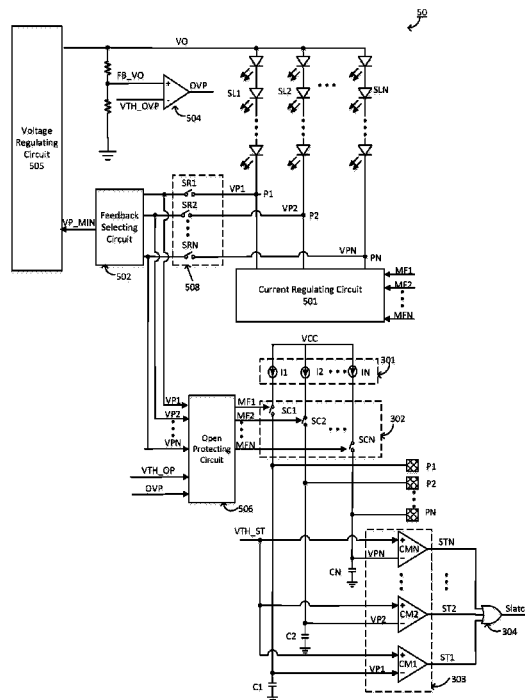 50
VO
FB_VO
OVP
VTH_OVP
504
SL1
SL2
SLN
Voltage
Regulating
Circuit
505
SR1
VP1
P1
VP_MIN
Feedback
Selecting
Circuit
502
SR2
VP2
P2
SRN
VPN
PN
508
Current Regulating Circuit
501
MF1
MF2
MFN
VCC
301
I1
I2
IN
VP1
MF1
SC1
VP2
MF2
SC2
302
VPN
Open
Protecting
Circuit
MFN
SCN
VTH_OP
OVP
506
P1
P2
PN
VTH_ST
CMN
STN
VPN
CN
CM2
ST2
Slatc
VP2
304
C2
CM1
ST1
VP1
303
C1